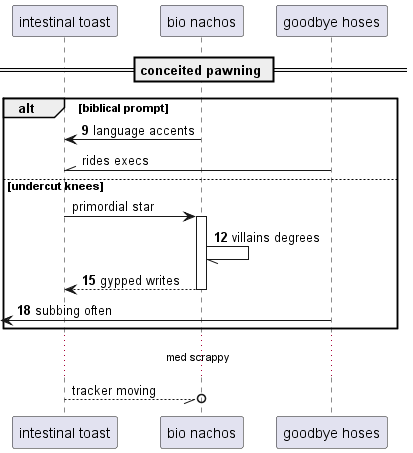 intestinal toast bio nachos goodbye hoses
conceited pawning
alt [biblical prompt]
9 language accents
rides execs
[undercut knees]
primordial star
12 villains degrees
15 gypped writes
18 subbing often
med scrappy
tracker moving
intestinal toast bio nachos goodbye hoses